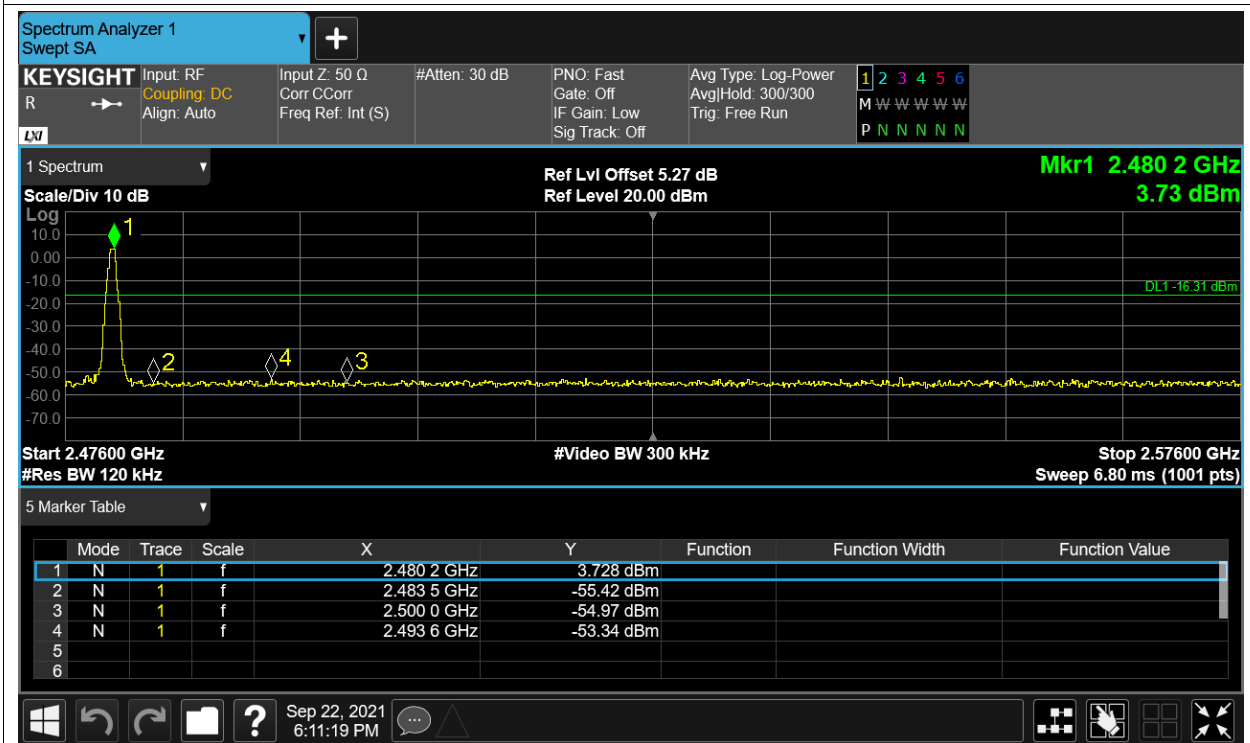 Spectrum Analyzer 1
Swept SA
KEYSIGHT
R
LXI
Input: RF
Coupling: DC
Align: Auto
Input Z: 50 Ω
Corr CCorr
Freq Ref: Int (S)
#Atten: 30 dB
PNO: Fast
Gate: Off
IF Gain: Low
Sig Track: Off
Avg Type: Log-Power
Avg|Hold: 300/300
Trig: Free Run
1 2 3 4 5 6
M W W W W W
P N N N N N
1 Spectrum
Scale/Div 10 dB
Ref Lvl Offset 5.27 dB
Ref Level 20.00 dBm
Mkr1 2.480 2 GHz
3.73 dBm
Log
10.0
0.00
-10.0
-20.0
-30.0
-40.0
-50.0
-60.0
-70.0
1
DL1 -16.31 dBm
2
4
3
Start 2.47600 GHz
#Video BW 300 kHz
Stop 2.57600 GHz
#Res BW 120 kHz
Sweep 6.80 ms (1001 pts)
5 Marker Table
Mode Trace Scale X Y Function Function Width Function Value
1 N 1 f 2.480 2 GHz 3.728 dBm
2 N 1 f 2.483 5 GHz -55.42 dBm
3 N 1 f 2.500 0 GHz -54.97 dBm
4 N 1 f 2.493 6 GHz -53.34 dBm
5
6
?
Sep 22, 2021
6:11:19 PM